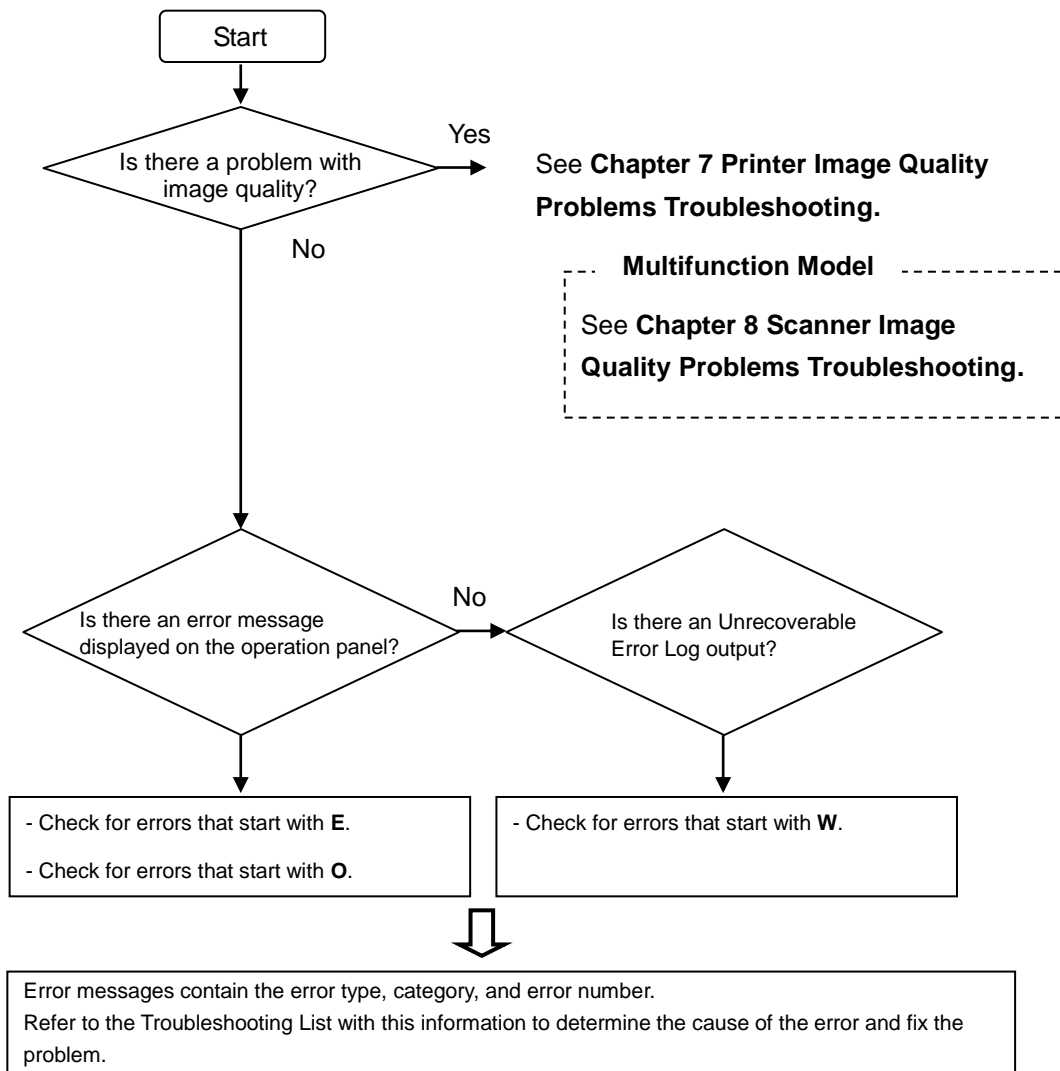 Start
Is there a problem with
image quality?
Yes
No
See Chapter 7 Printer Image Quality
Problems Troubleshooting.
Multifunction Model
See Chapter 8 Scanner Image
Quality Problems Troubleshooting.
Is there an error message
displayed on the operation panel?
No
Is there an Unrecoverable
Error Log output?
- Check for errors that start with E.
- Check for errors that start with O.
- Check for errors that start with W.
Error messages contain the error type, category, and error number.
Refer to the Troubleshooting List with this information to determine the cause of the error and fix the
problem.